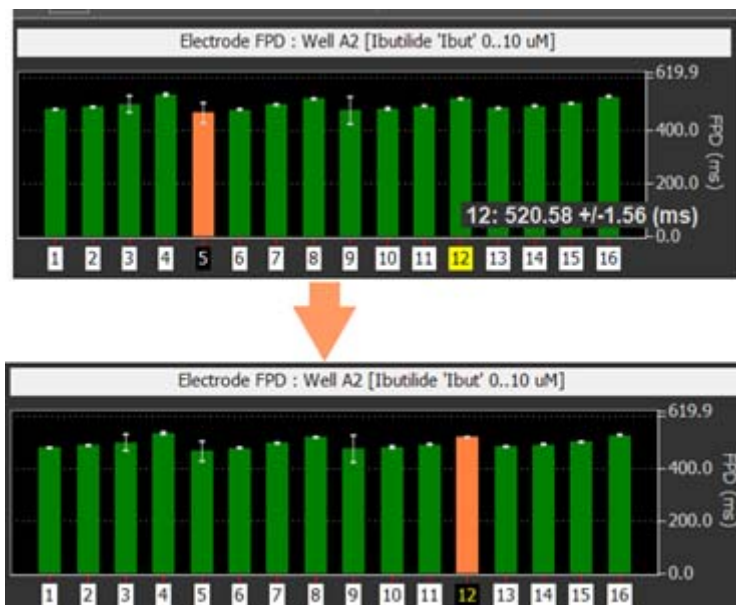 Electrode FPD : Well A2 [Ibutilide 'Ibut' 0..10 uM]
619.9
400.0
200.0
0.0
FPD (ms)
12: 520.58 +/-1.56 (ms)
1 2 3 4 5 6 7 8 9 10 11 12 13 14 15 16
Electrode FPD : Well A2 [Ibutilide 'Ibut' 0..10 uM]
619.9
400.0
200.0
0.0
FPD (ms)
1 2 3 4 5 6 7 8 9 10 11 12 13 14 15 16